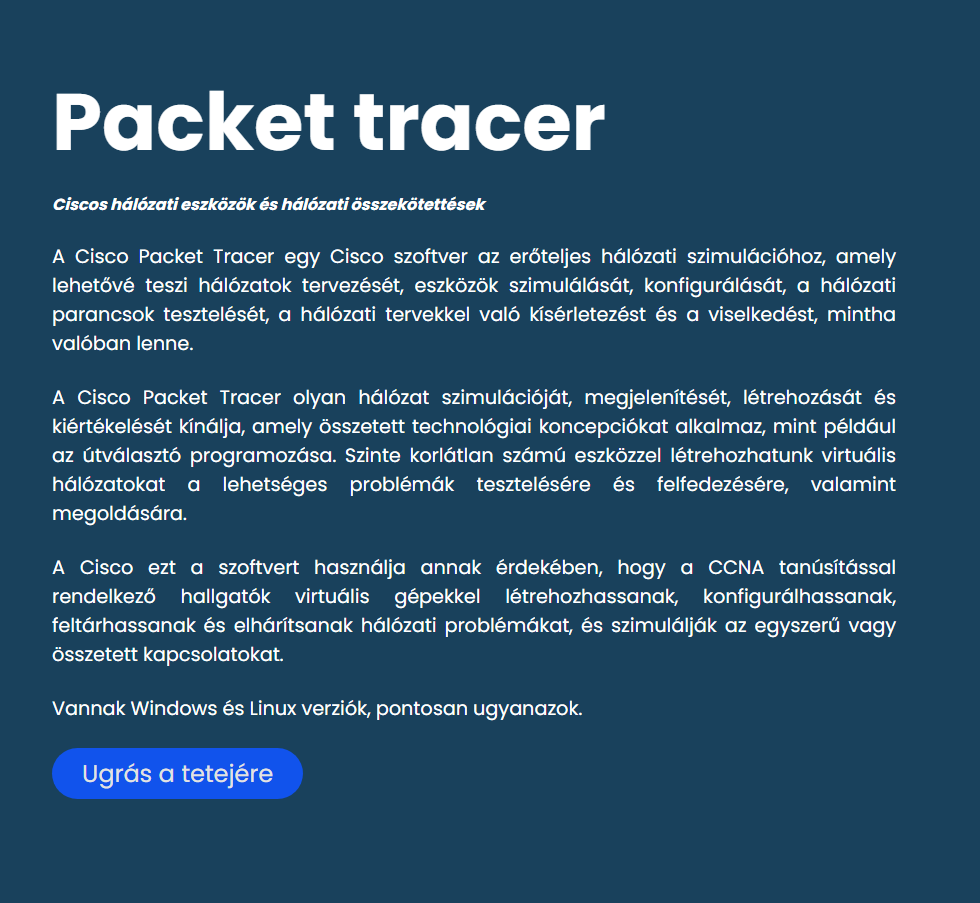 Packet tracer
Ciscos hálózati eszközök és hálózati összekötettések
A Cisco Packet Tracer egy Cisco szoftver az erőteljes hálózati szimulációhoz, amely
lehetővé teszi hálózatok tervezését, eszközök szimulálását, konfigurálását, a hálózati
parancsok tesztelését, a hálózati tervekkel való kísérletezést és a viselkedést, mintha
valóban lenne.
A Cisco Packet Tracer olyan hálózat szimulációját, megjelenítését, létrehozását és
kiértékelését kínálja, amely összetett technológiai koncepciókat alkalmaz, mint például
az útválasztó programozása. Szinte korlátlan számú eszközzel létrehozhatunk virtuális
hálózatokat a lehetséges problémák tesztelésére és felfedezésére, valamint
megoldására.
A Cisco ezt a szoftvert használja annak érdekében, hogy a CCNA tanúsítással
rendelkező hallgatók virtuális gépekkel létrehozhassanak, konfigurálhassanak,
feltárhassanak és elhárítsanak hálózati problémákat, és szimulálják az egyszerű vagy
összetett kapcsolatokat.
Vannak Windows és Linux verziók, pontosan ugyanazok.
Ugrás a tetejére